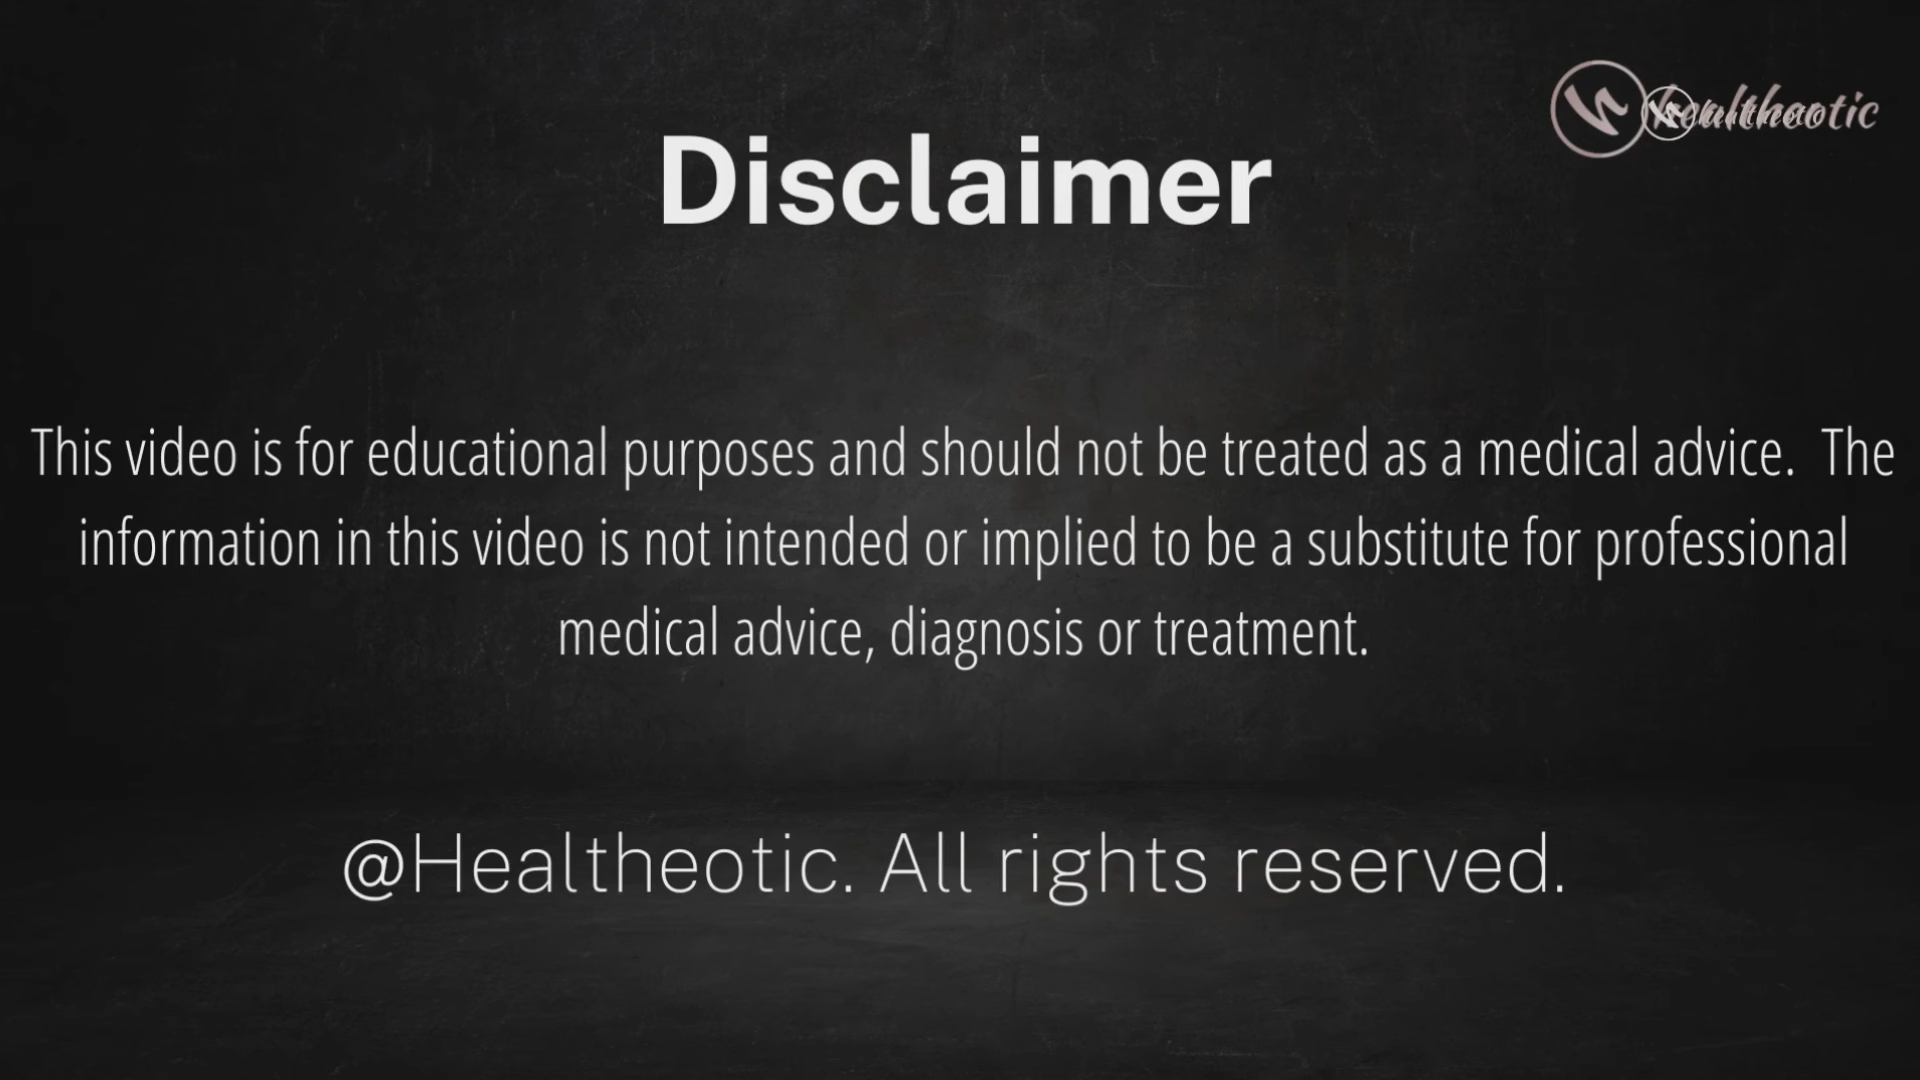 healtheotic
Disclaimer
This video is for educational purposes and should not be treated as a medical advice.  The
information in this video is not intended or implied to be a substitute for professional
medical advice, diagnosis or treatment.
@Healtheotic. All rights reserved.